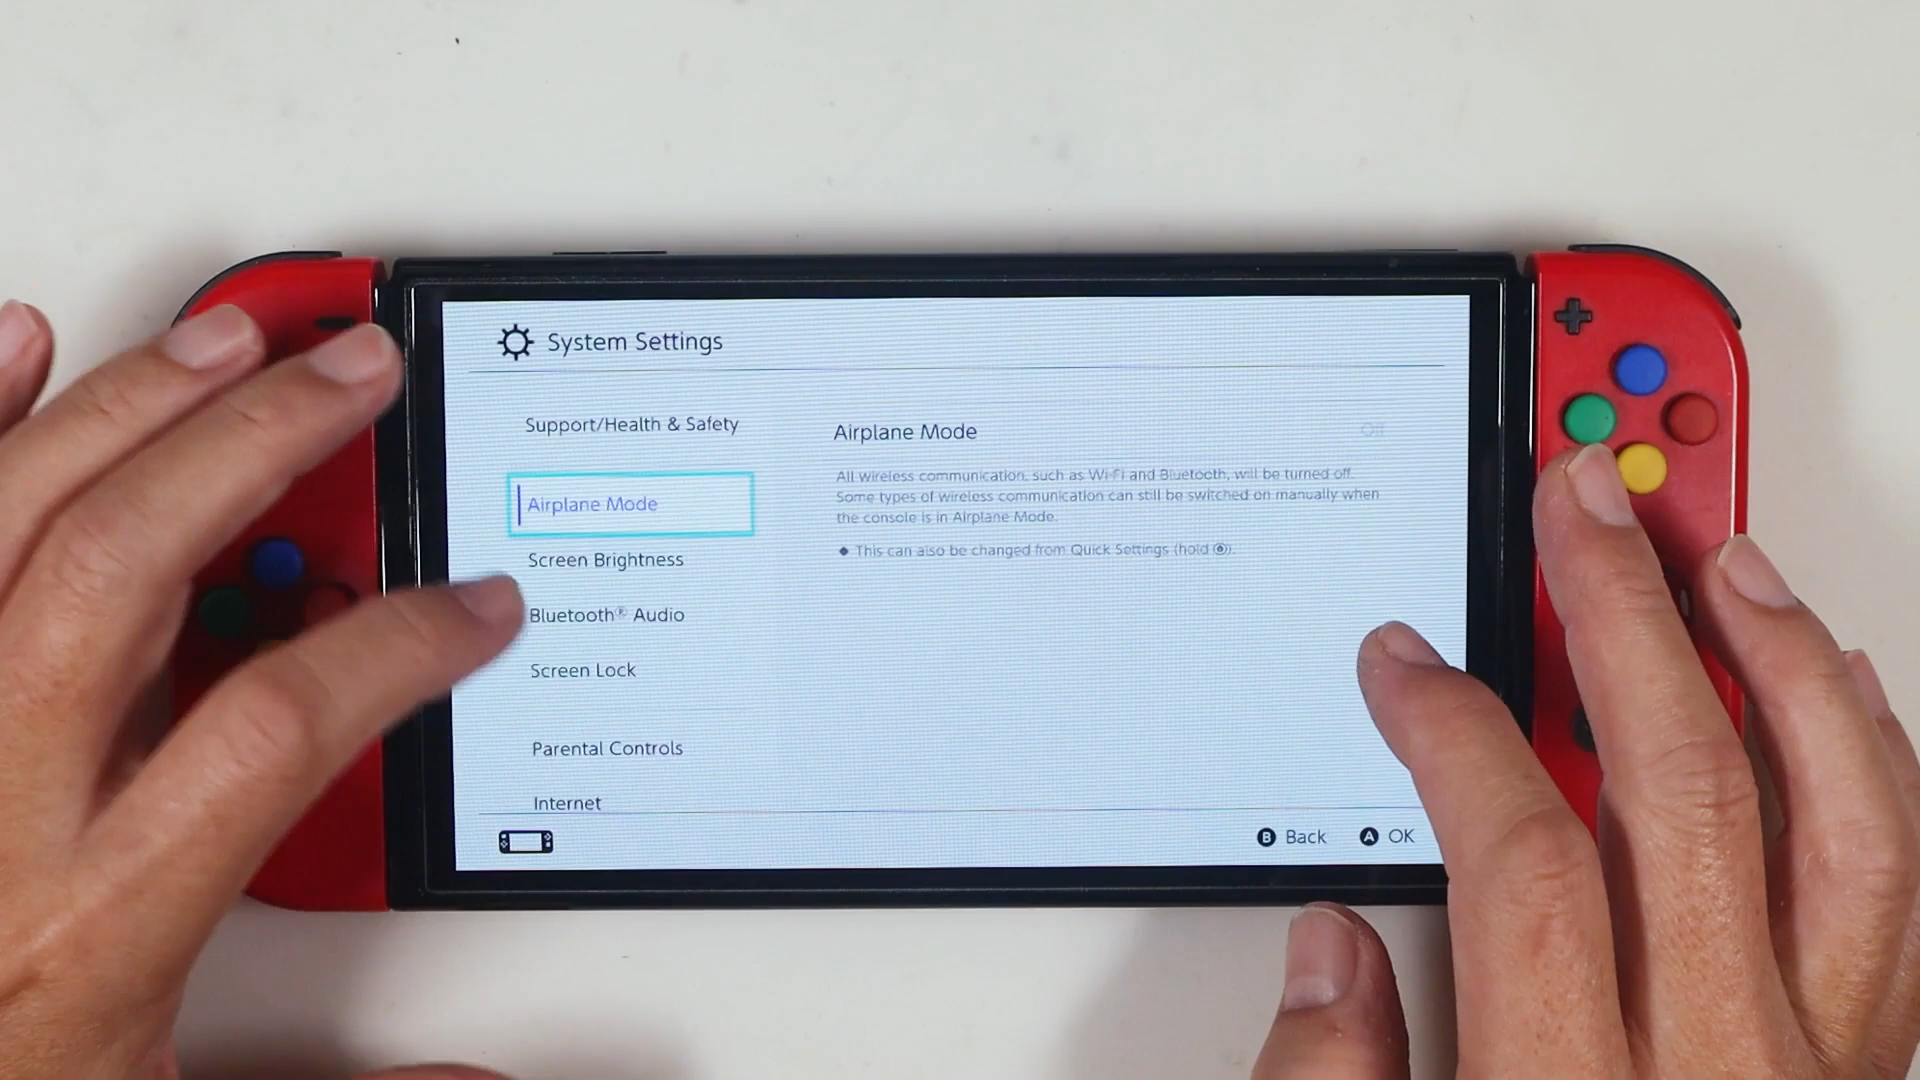 System Settings
Support/Health & Safety
Airplane Mode
Screen Brightness
Bluetooth® Audio
Screen Lock
Parental Controls
Internet
Airplane Mode
Off
All wireless communication, such as Wi-Fi and Bluetooth, will be turned off.
Some types of wireless communication can still be switched on manually when
the console is in Airplane Mode.
◆ This can also be changed from Quick Settings (hold ).
B Back
A OK